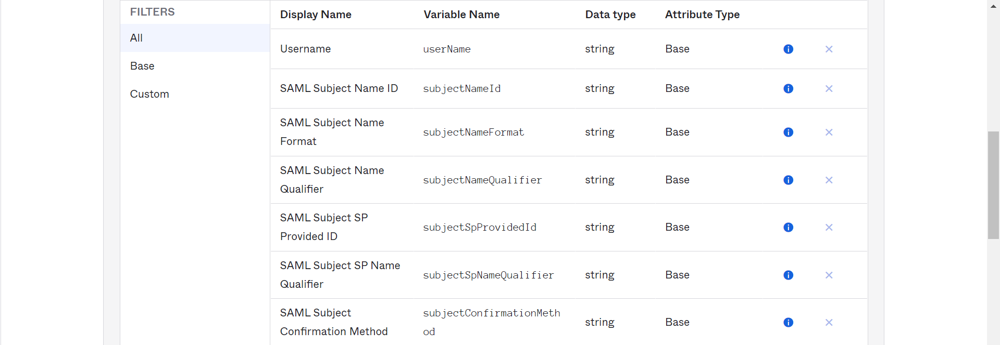 FILTERS
All
Base
Custom
Display Name Variable Name Data type Attribute Type
Username userName string Base
SAML Subject Name ID subjectNameId string Base
SAML Subject Name
Format
subjectNameFormat string Base
SAML Subject Name
Qualifier
subjectNameQualifier string Base
SAML Subject SP
Provided ID
subjectSpProvidedId string Base
SAML Subject SP Name
Qualifier
subjectSpNameQualifier string Base
SAML Subject
Confirmation Method
subjectConfirmationMeth
od
string Base